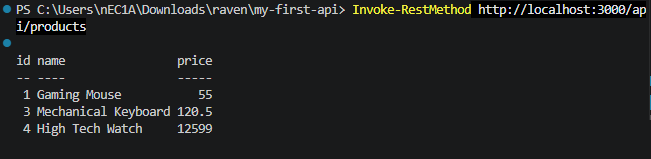 PS C:\Users\nEC1A\Downloads\raven\my-first-api> Invoke-RestMethod http://localhost:3000/ap
i/products
id name                price
-- ----                -----
 1 Gaming Mouse           55
 3 Mechanical Keyboard 120.5
 4 High Tech Watch     12599